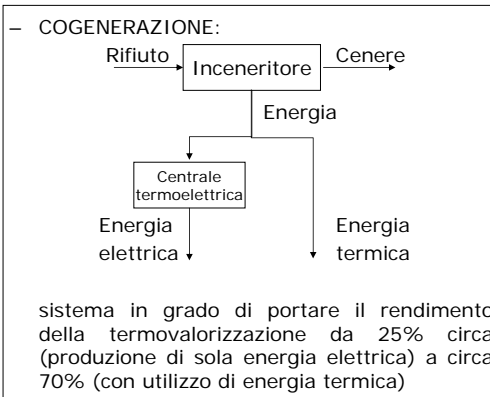 – COGENERAZIONE:
Rifiuto
Inceneritore
Cenere
Energia
Centrale
termoelettrica
Energia
elettrica
Energia
termica
sistema in grado di portare il rendimento
della termovalorizzazione da 25% circa
(produzione di sola energia elettrica) a circa
70% (con utilizzo di energia termica)